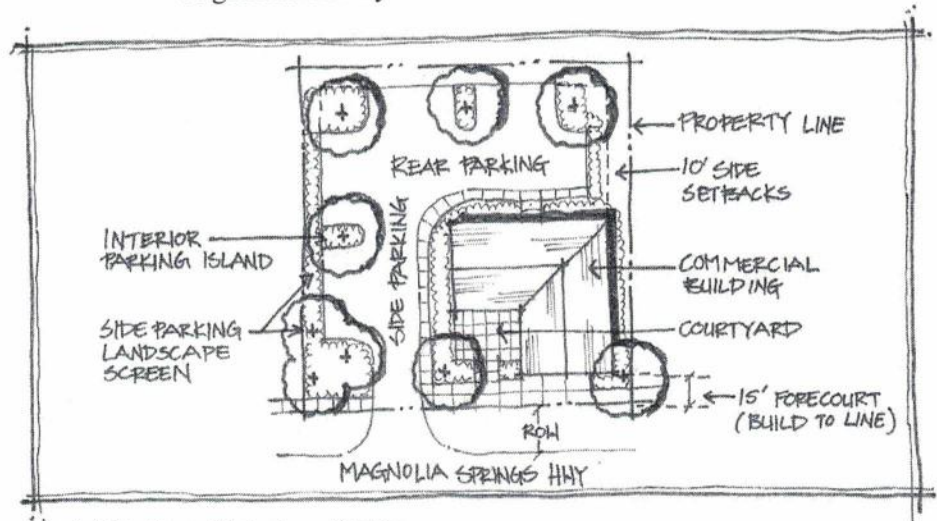 PROPERTY LINE
REAR PARKING
10' SIDE
SETBACKS
SIDE PARKING
INTERIOR
PARKING ISLAND
COMMERCIAL
BUILDING
SIDE PARKING
LANDSCAPE
SCREEN
COURTYARD
15' FORECOURT
(BUILD TO LINE)
ROW
MAGNOLIA SPRINGS HWY